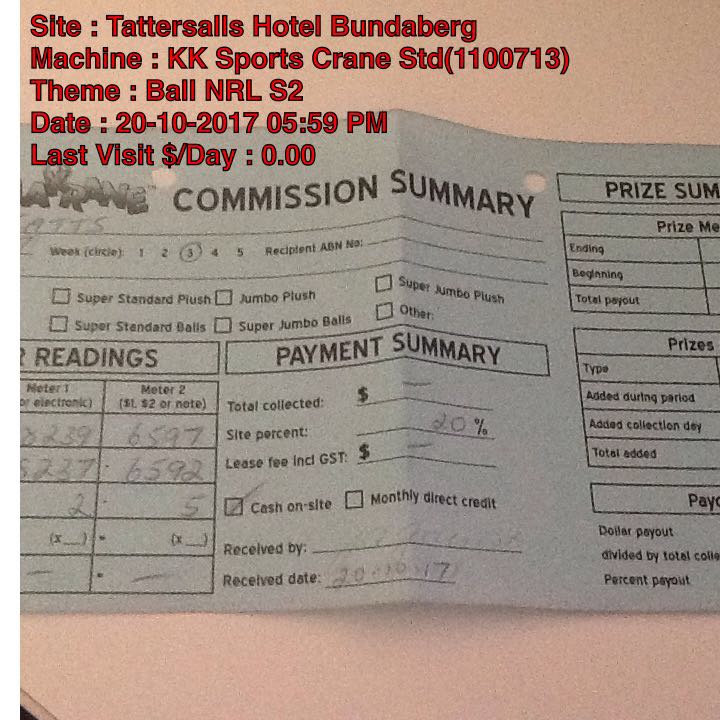 Site : Tattersalls Hotel Bundaberg
Machine : KK Sports Crane Std(1100713)
Theme : Ball NRL S2
Date : 20-10-2017 05:59 PM
Last Visit $/Day : 0.00
COMMISSION SUMMARY
Week (circle): 1 2 3 4 5 Recipient ABN No:
Super Standard Plush Jumbo Plush Super Jumbo Plush
Super Standard Balls Super Jumbo Balls Other:
READINGS
Meter 1 Meter 2
electronic) ($1, $2 or note)
239 6597
237 - 6592
2 - 5
(x__) = (x__)
— = —
PAYMENT SUMMARY
Total collected: $ —
Site percent: 20 %
Lease fee incl GST: $ —
Cash on-site Monthly direct credit
Received by:
Received date: 20.10.17
PRIZE SUM
Prize Me
Ending
Beginning
Total payout
Prizes
Type
Added during period
Added collection day
Total added
Payo
Dollar payout
divided by total colle
Percent payout